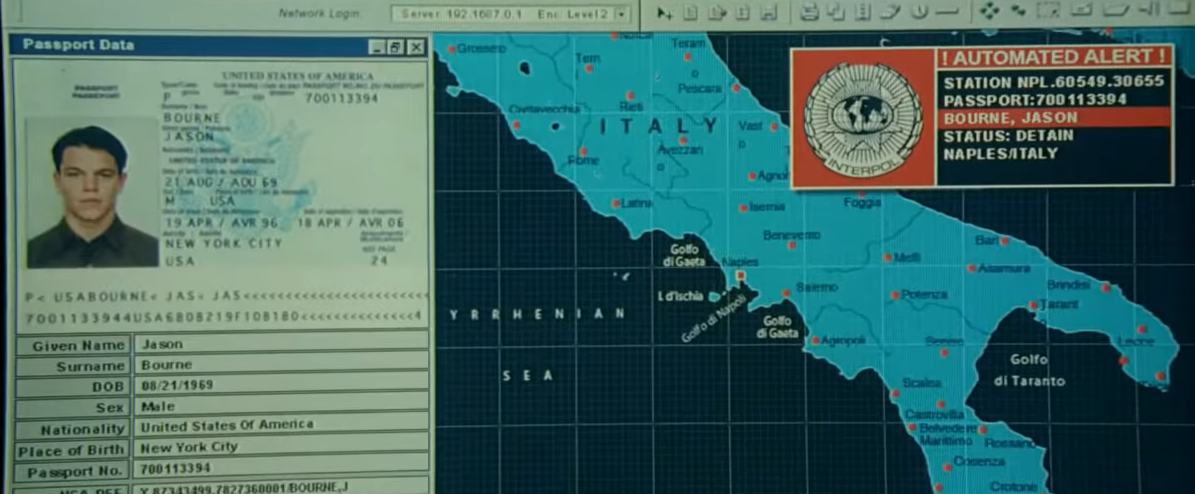 Network Login:
Server 192.1687.0.1 Enc Level2
Passport Data
UNITED STATES OF AMERICA
PASSPORT
PASSEPORT
P
700113394
BOURNE
JASON
UNITED STATES OF AMERICA
21 AUG / AOU 69
M USA
19 APR / AVR 96 18 APR / AVR 06
NEW YORK CITY
SEE PAGE
USA 24
P< USABOURNE< JAS< JAS<<<<<<<<<<<<<<<<<<<<<<<
Given Name Jason
Surname Bourne
DOB 08/21/1969
Sex Male
Nationality United States Of America
Place of Birth New York City
Passport No. 700113394
! AUTOMATED ALERT !
STATION NPL.60549.30655
PASSPORT:700113394
BOURNE, JASON
STATUS: DETAIN
NAPLES/ITALY
INTERPOL
Grosseto
Terni
Teram
o
Pescara
Civitavecchia
Rieti
ITALY
Vast
o
Rome
Avezzan
o
Agnon
Latina
Isernia
Foggia
Golfo
di Gaeta
Benevento
Bari
Naples
Melfi
Altamura
I. d'Ischia
Golfo di Napoli
Salerno
Potenza
Brindisi
Tarant
YRRHENIAN
Golfo
di Gaeta
Agropoli
Lecce
SEA
Golfo
di Taranto
Scalea
Castrovilla
Belvedere
Marittimo
Rossano
Cosenza
Crotone